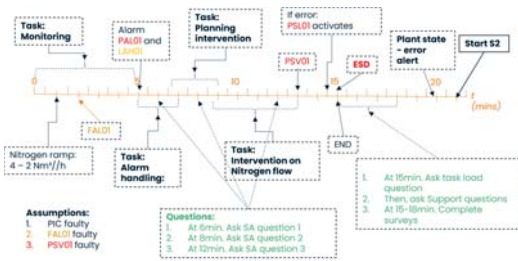 Task:
Monitoring
Alarm
PAL01 and
LAH01
Task:
Planning
intervention
If error:
PSL01 activates
PSV01
ESD
Plant state
- error
alert
Start S2
0
5
10
15
20
t
(mins)
FAL01
Nitrogen ramp:
4 – 2 Nm³/h
Task:
Alarm
handling:
Task:
Intervention on
Nitrogen flow
END
Assumptions:
1. PIC faulty
2. FAL01 faulty
3. PSV01 faulty
Questions:
1. At 6min. Ask SA question 1
2. At 8min. Ask SA question 2
3. At 12min. Ask SA question 3
1. At 15min. Ask task load
question
2. Then, ask Support questions
3. At 15-18min. Complete
surveys